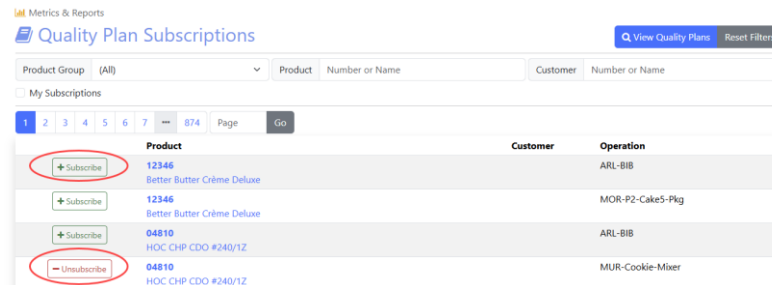 Metrics & Reports
Quality Plan Subscriptions
View Quality Plans Reset Filters
Product Group (All) Product Number or Name Customer Number or Name
My Subscriptions
1 2 3 4 5 6 7 ••• 874 Page Go
Product Customer Operation
+ Subscribe 12346 ARL-BIB
Better Butter Crème Deluxe
+ Subscribe 12346 MOR-P2-Cake5-Pkg
Better Butter Crème Deluxe
+ Subscribe 04810 ARL-BIB
HOC CHP CDO #240/1Z
− Unsubscribe 04810 MUR-Cookie-Mixer
HOC CHP CDO #240/1Z